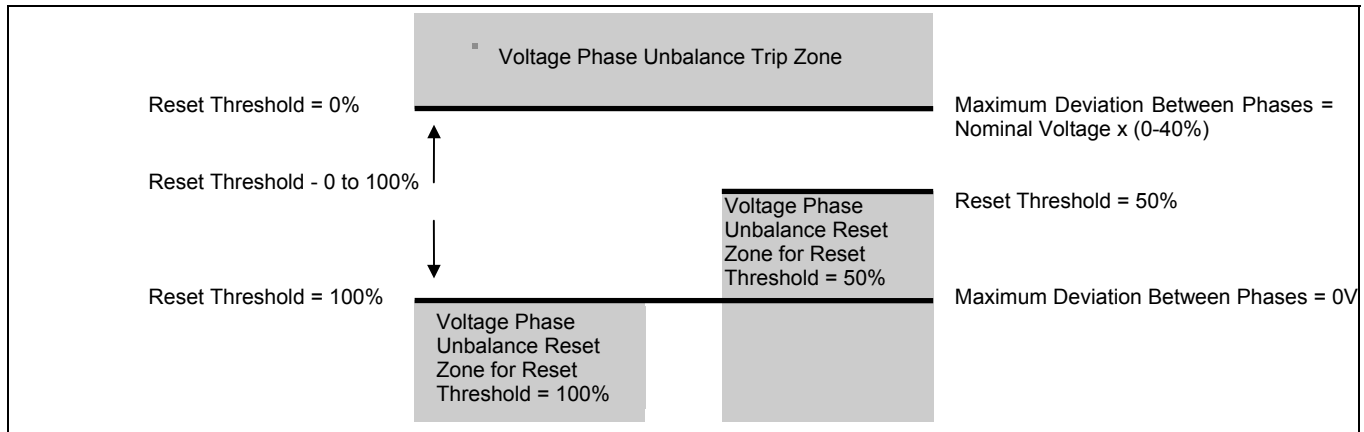 Voltage Phase Unbalance Trip Zone
Reset Threshold = 0%
Maximum Deviation Between Phases =
Nominal Voltage x (0-40%)
Reset Threshold - 0 to 100%
Reset Threshold = 50%
Voltage Phase
Unbalance Reset
Zone for Reset
Threshold = 50%
Reset Threshold = 100%
Maximum Deviation Between Phases = 0V
Voltage Phase
Unbalance Reset
Zone for Reset
Threshold = 100%